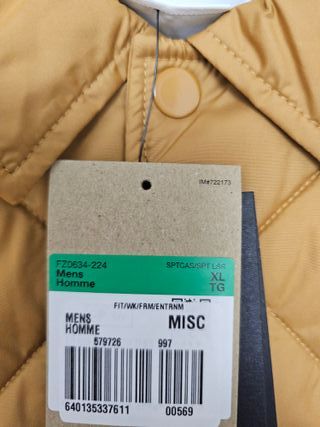 IM#722173
FZ0634-224 SPTCAS/SPT LSR
Mens XL
Homme TG
FIT/WK/FRM/ENTRNM
MENS MISC
HOMME
579726 997
640135337611 00569